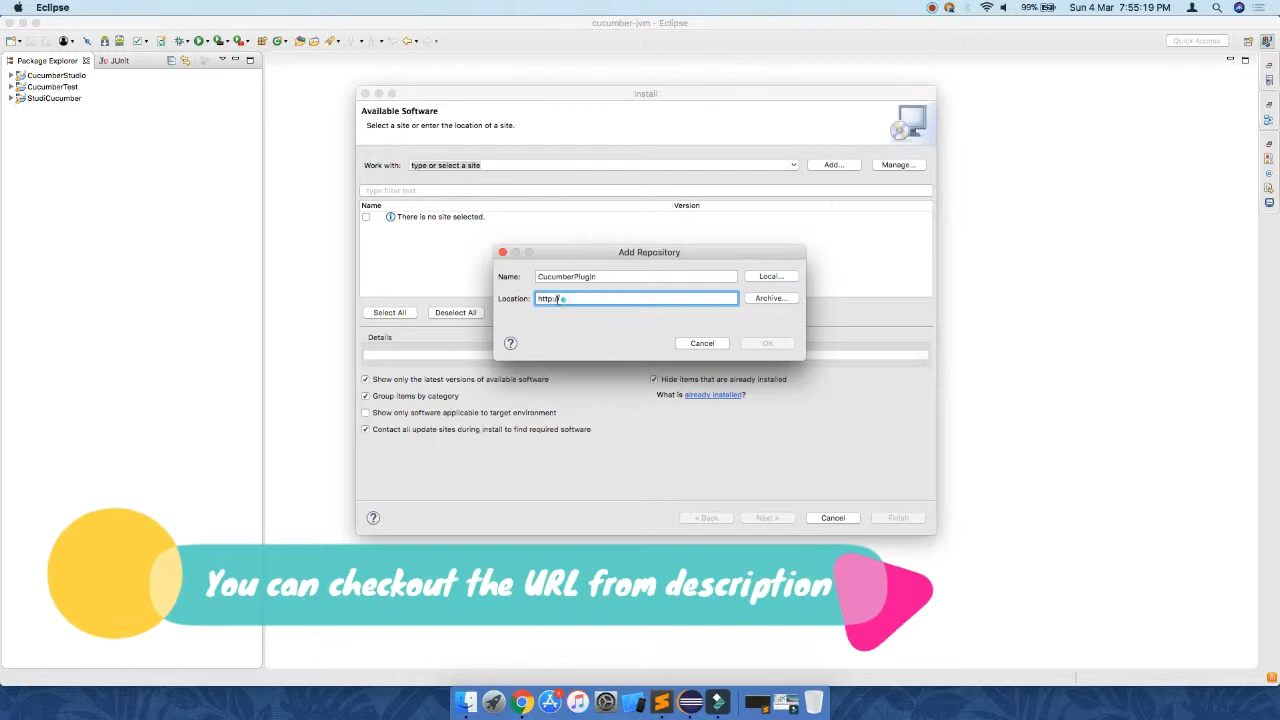 Eclipse
99%
Sun 4 Mar 7:55:19 PM
cucumber-jvm - Eclipse
Quick Access
Package Explorer
JUnit
CucumberStudio
CucumberTest
StudiCucumber
Install
Available Software
Select a site or enter the location of a site.
Work with:
type or select a site
Add...
Manage...
type filter text
Name
Version
There is no site selected.
Add Repository
Name:
CucumberPlugin
Local...
Location:
http://
Archive...
Cancel
OK
Select All
Deselect All
Details
Show only the latest versions of available software
Hide items that are already installed
Group items by category
What is already installed?
Show only software applicable to target environment
Contact all update sites during install to find required software
< Back
Next >
Cancel
Finish
You can checkout the URL from description